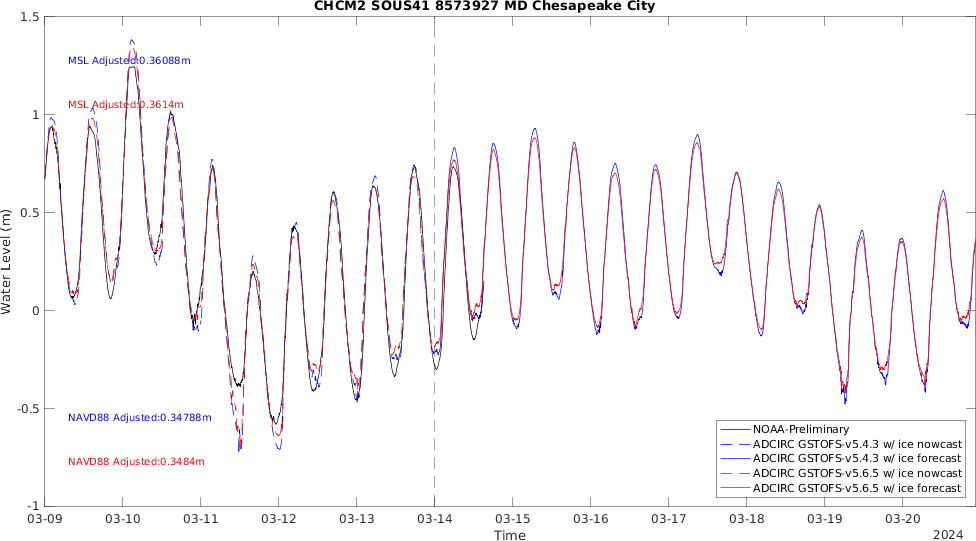 CHCM2 SOUS41 8573927 MD Chesapeake City
1.5
1
0.5
0
-0.5
-1
Water Level (m)
MSL Adjusted:0.36088m
MSL Adjusted:0.3614m
NAVD88 Adjusted:0.34788m
NAVD88 Adjusted:0.3484m
NOAA-Preliminary
ADCIRC GSTOFS-v5.4.3 w/ ice nowcast
ADCIRC GSTOFS-v5.4.3 w/ ice forecast
ADCIRC GSTOFS-v5.6.5 w/ ice nowcast
ADCIRC GSTOFS-v5.6.5 w/ ice forecast
03-09 03-10 03-11 03-12 03-13 03-14 03-15 03-16 03-17 03-18 03-19 03-20
Time
2024